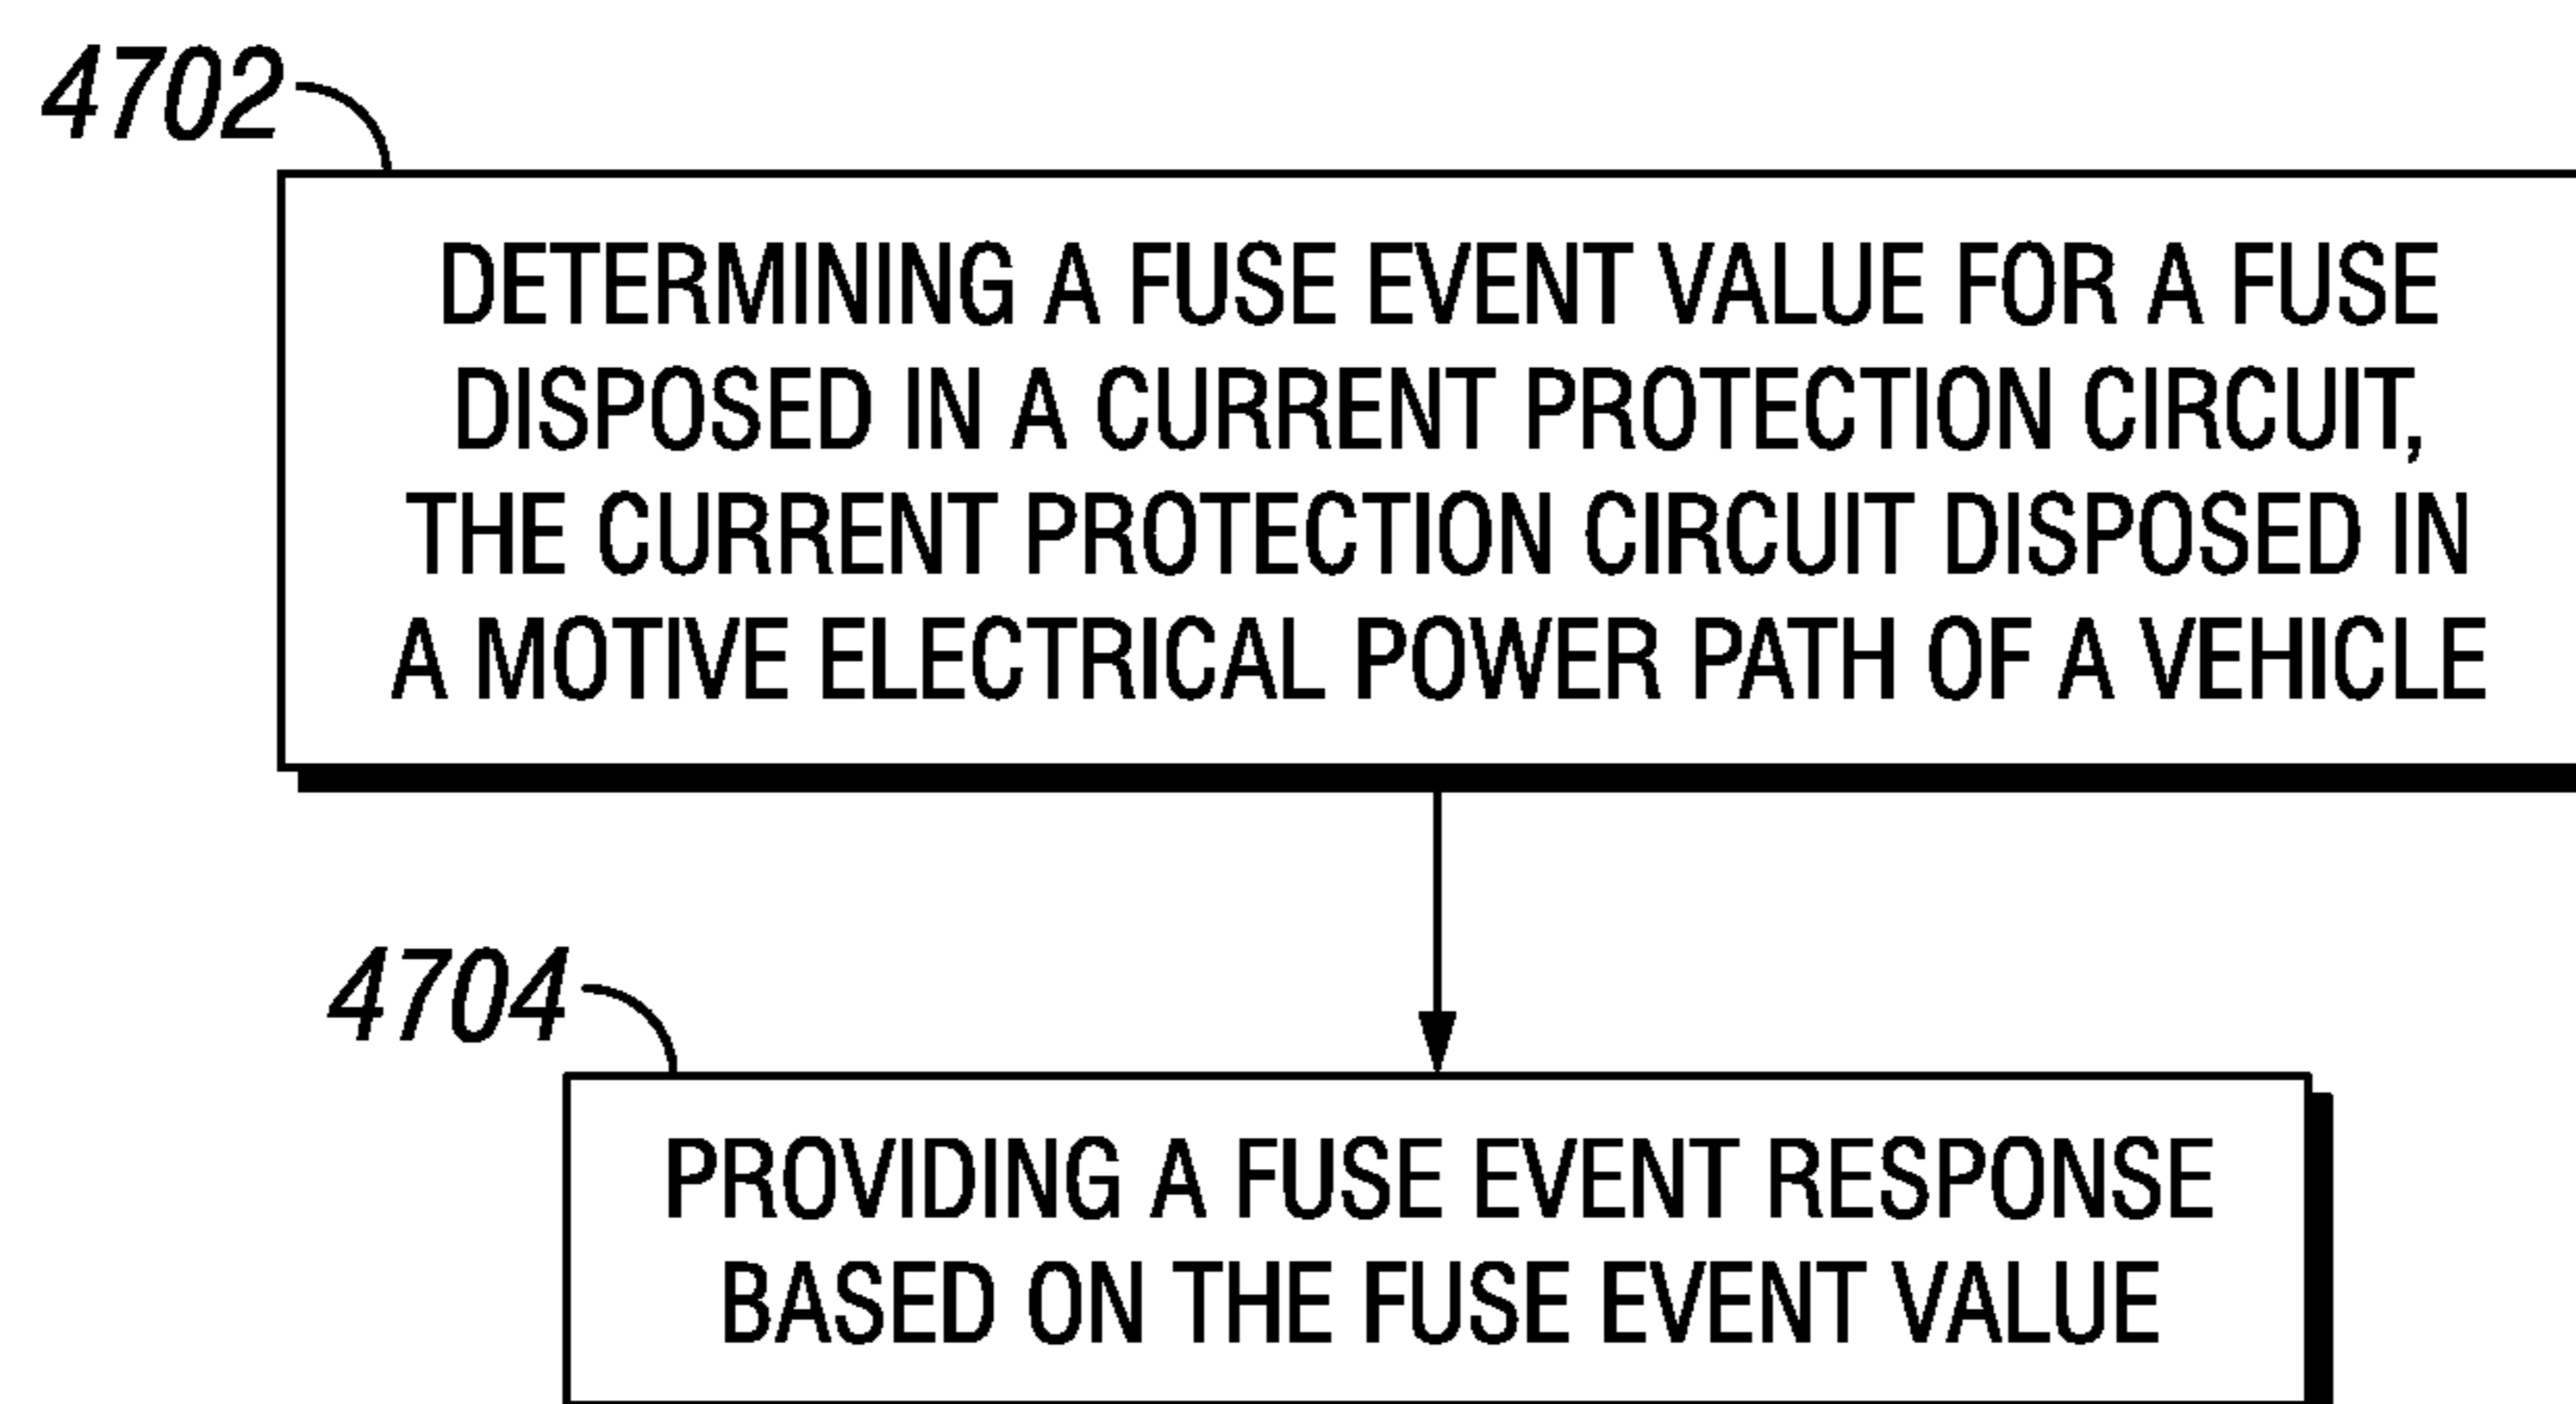 4702
DETERMINING A FUSE EVENT VALUE FOR A FUSE
DISPOSED IN A CURRENT PROTECTION CIRCUIT,
THE CURRENT PROTECTION CIRCUIT DISPOSED IN
A MOTIVE ELECTRICAL POWER PATH OF A VEHICLE
4704
PROVIDING A FUSE EVENT RESPONSE
BASED ON THE FUSE EVENT VALUE